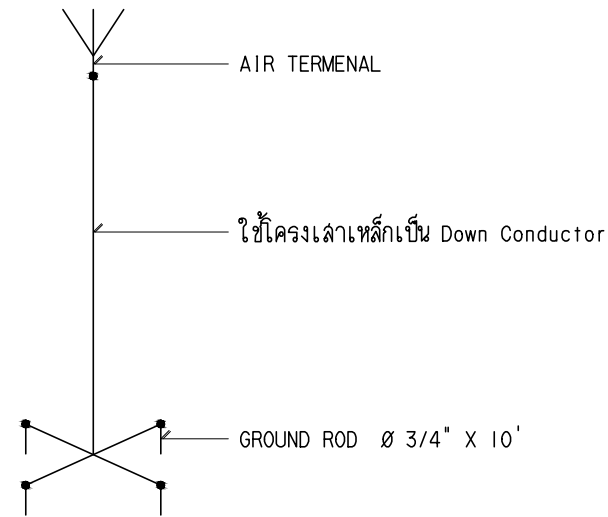 AIR TERMENAL
ใช้โครงเสาเหล็กเป็น Down Conductor
GROUND ROD Ø 3/4" X 10'